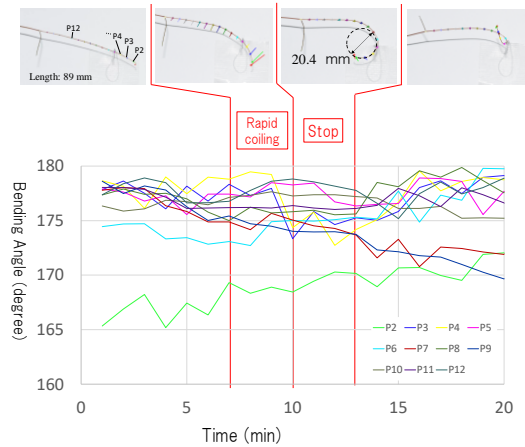 P12
P4
P3
P2
Length: 89 mm
20.4 mm
Rapid
coiling
Stop
Bending Angle (degree)
180
175
170
165
160
0 5 10 15 20
Time (min)
P2 P3 P4 P5
P6 P7 P8 P9
P10 P11 P12